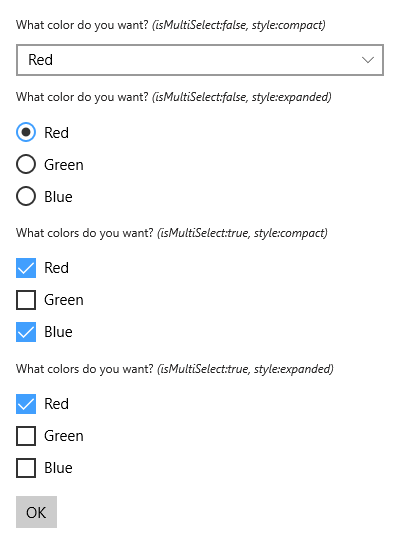 What color do you want? (isMultiSelect:false, style:compact)
Red
What color do you want? (isMultiSelect:false, style:expanded)
Red
Green
Blue
What colors do you want? (isMultiSelect:true, style:compact)
Red
Green
Blue
What colors do you want? (isMultiSelect:true, style:expanded)
Red
Green
Blue
OK